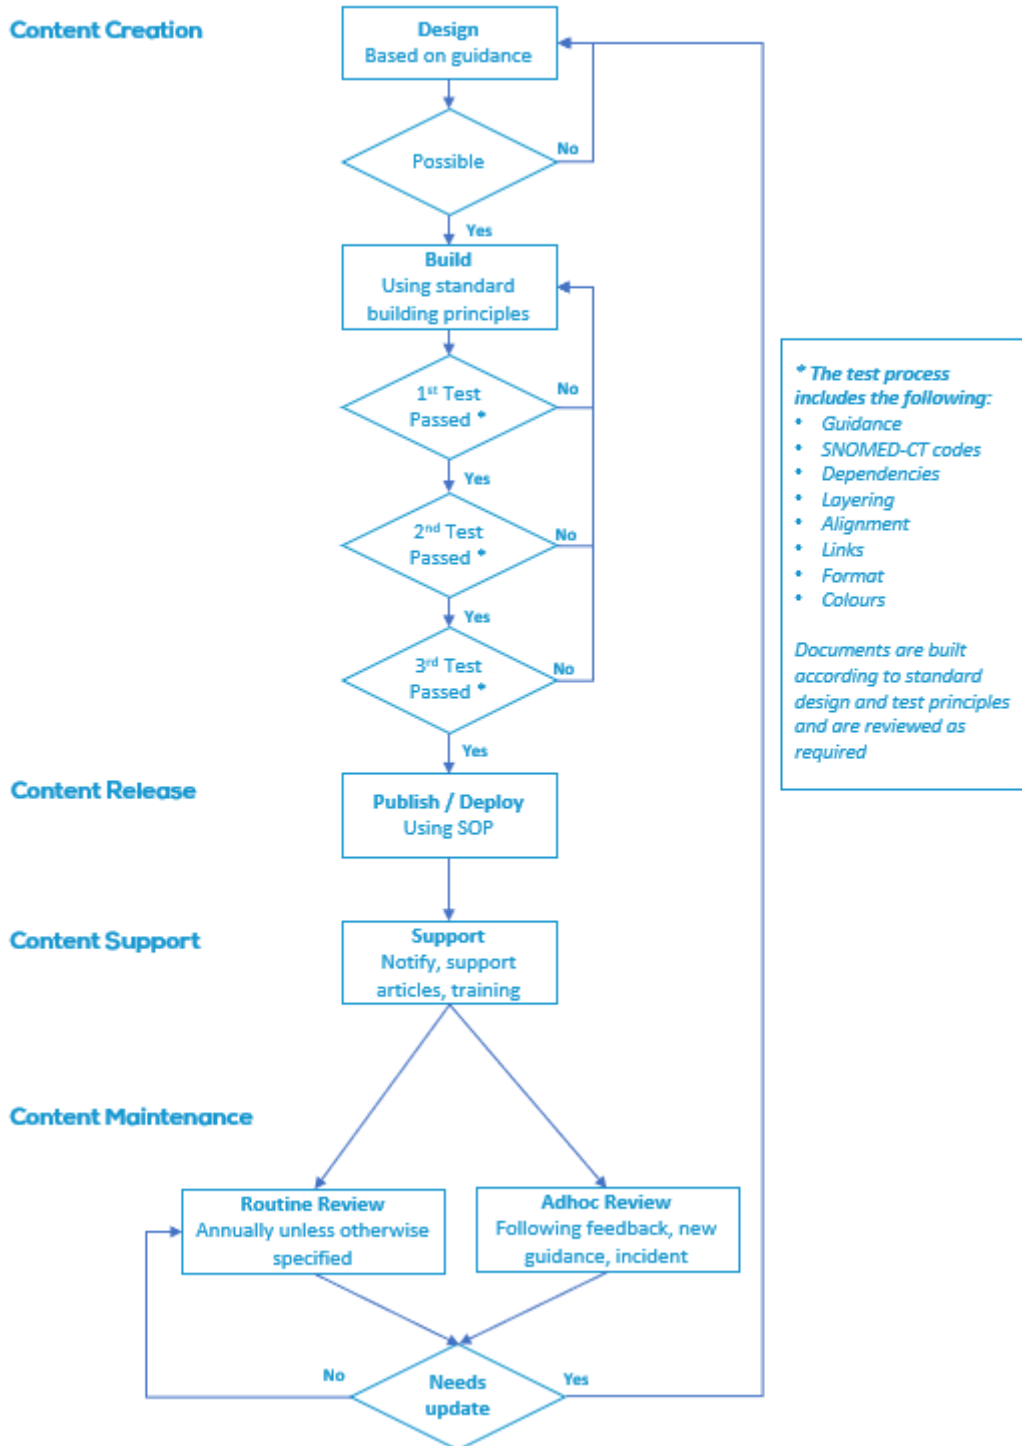 Content Creation
Design
Based on guidance
Possible
No
Yes
Build
Using standard
building principles
1st Test
Passed *
No
Yes
2nd Test
Passed *
No
Yes
3rd Test
Passed *
No
Yes
* The test process
includes the following:
• Guidance
• SNOMED-CT codes
• Dependencies
• Layering
• Alignment
• Links
• Format
• Colours
Documents are built
according to standard
design and test principles
and are reviewed as
required
Content Release
Publish / Deploy
Using SOP
Content Support
Support
Notify, support
articles, training
Content Maintenance
Routine Review
Annually unless otherwise
specified
Adhoc Review
Following feedback, new
guidance, incident
No
Needs
update
Yes